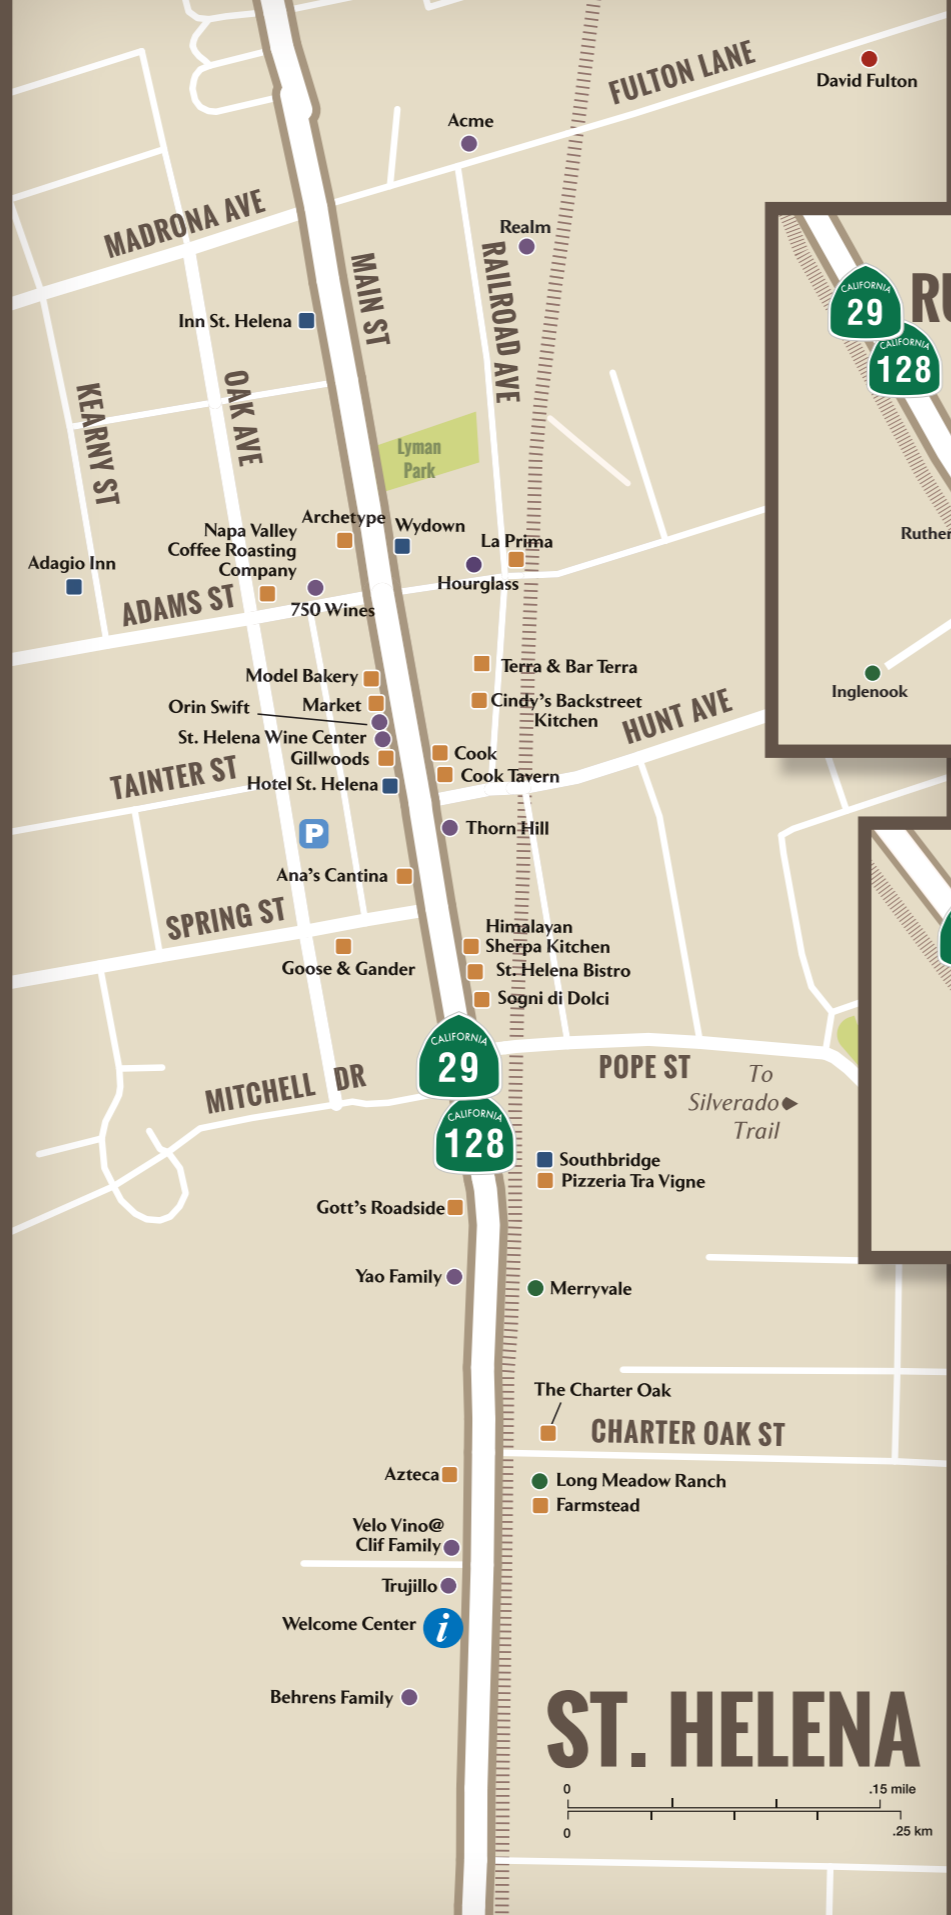 FULTON LANE
David Fulton
Acme
MADRONA AVE
Realm
MAIN ST
RAILROAD AVE
CALIFORNIA
29
CALIFORNIA
128
RU
Inn St. Helena
KEARNY ST
OAK AVE
Lyman
Park
Archetype
Wydown
Napa Valley
Coffee Roasting
Company
La Prima
Hourglass
Adagio Inn
ADAMS ST
750 Wines
Ruther
Inglenook
Terra & Bar Terra
Model Bakery
Market
Cindy's Backstreet
Kitchen
HUNT AVE
Orin Swift
St. Helena Wine Center
Gillwoods
Cook
Cook Tavern
TAINTER ST
Hotel St. Helena
P
Thorn Hill
Ana's Cantina
SPRING ST
Himalayan
Sherpa Kitchen
Goose & Gander
St. Helena Bistro
Sogni di Dolci
CALIFORNIA
29
CALIFORNIA
128
POPE ST
To
Silverado
Trail
MITCHELL DR
Southbridge
Pizzeria Tra Vigne
Gott's Roadside
Yao Family
Merryvale
The Charter Oak
CHARTER OAK ST
Azteca
Long Meadow Ranch
Farmstead
Velo Vino@
Clif Family
Trujillo
Welcome Center
i
Behrens Family
ST. HELENA
0 .15 mile
0 .25 km